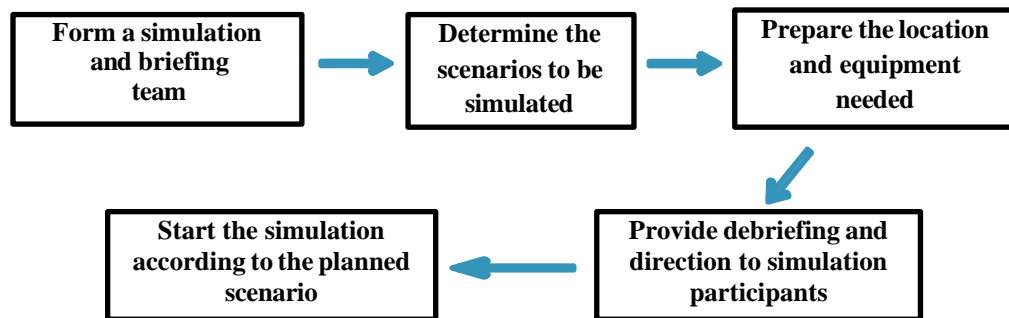 Form a simulation
and briefing
team
Determine the
scenarios to be
simulated
Prepare the location
and equipment
needed
Provide debriefing and
direction to simulation
participants
Start the simulation
according to the planned
scenario